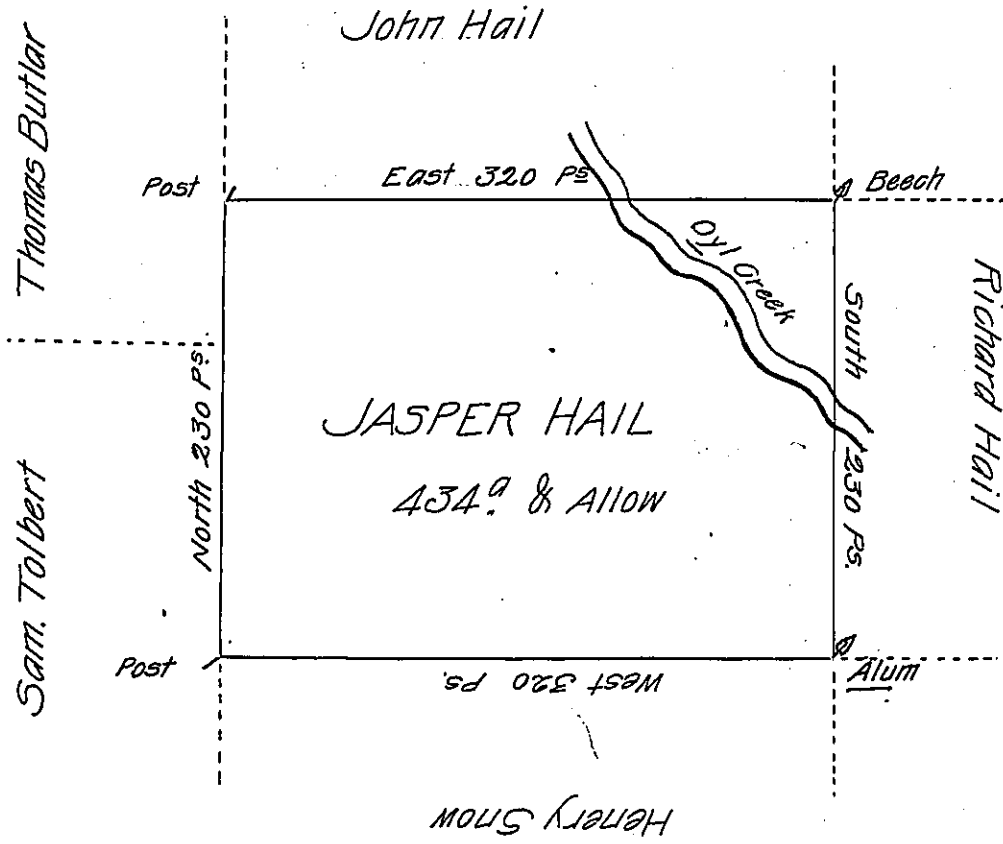 John Hail
Thomas Butlar
Post
East 320 Ps
Beech
Oyl Creek
South 230 Ps.
Richard Hail
North 230 Ps.
JASPER HAIL
434a & Allow
Sam. Tolbert
Post
West 320 Ps.
Alum
Henery Snow